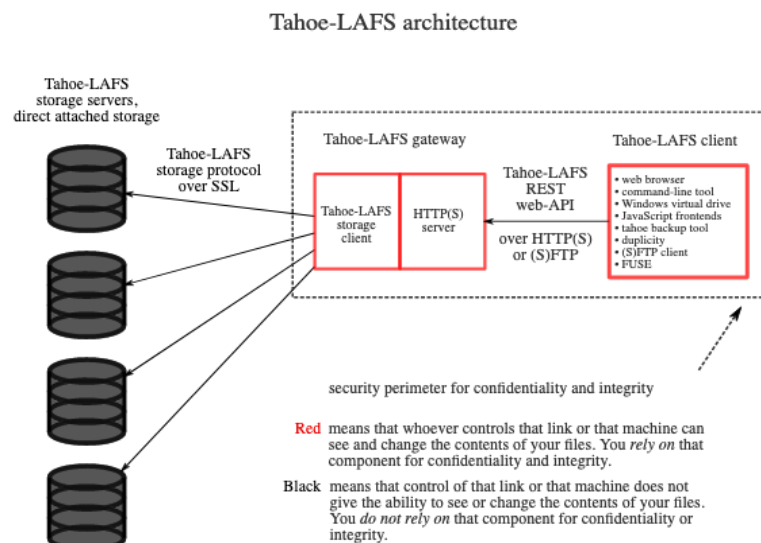 Tahoe-LAFS architecture
Tahoe-LAFS
storage servers,
direct attached storage
Tahoe-LAFS
storage protocol
over SSL
Tahoe-LAFS gateway
Tahoe-LAFS
storage
client
HTTP(S)
server
Tahoe-LAFS
REST
web-API
over HTTP(S)
or (S)FTP
Tahoe-LAFS client
• web browser
• command-line tool
• Windows virtual drive
• JavaScript frontends
• tahoe backup tool
• duplicity
• (S)FTP client
• FUSE
security perimeter for confidentiality and integrity
Red means that whoever controls that link or that machine can
see and change the contents of your files. You rely on that
component for confidentiality and integrity.
Black means that control of that link or that machine does not
give the ability to see or change the contents of your files.
You do not rely on that component for confidentiality or
integrity.